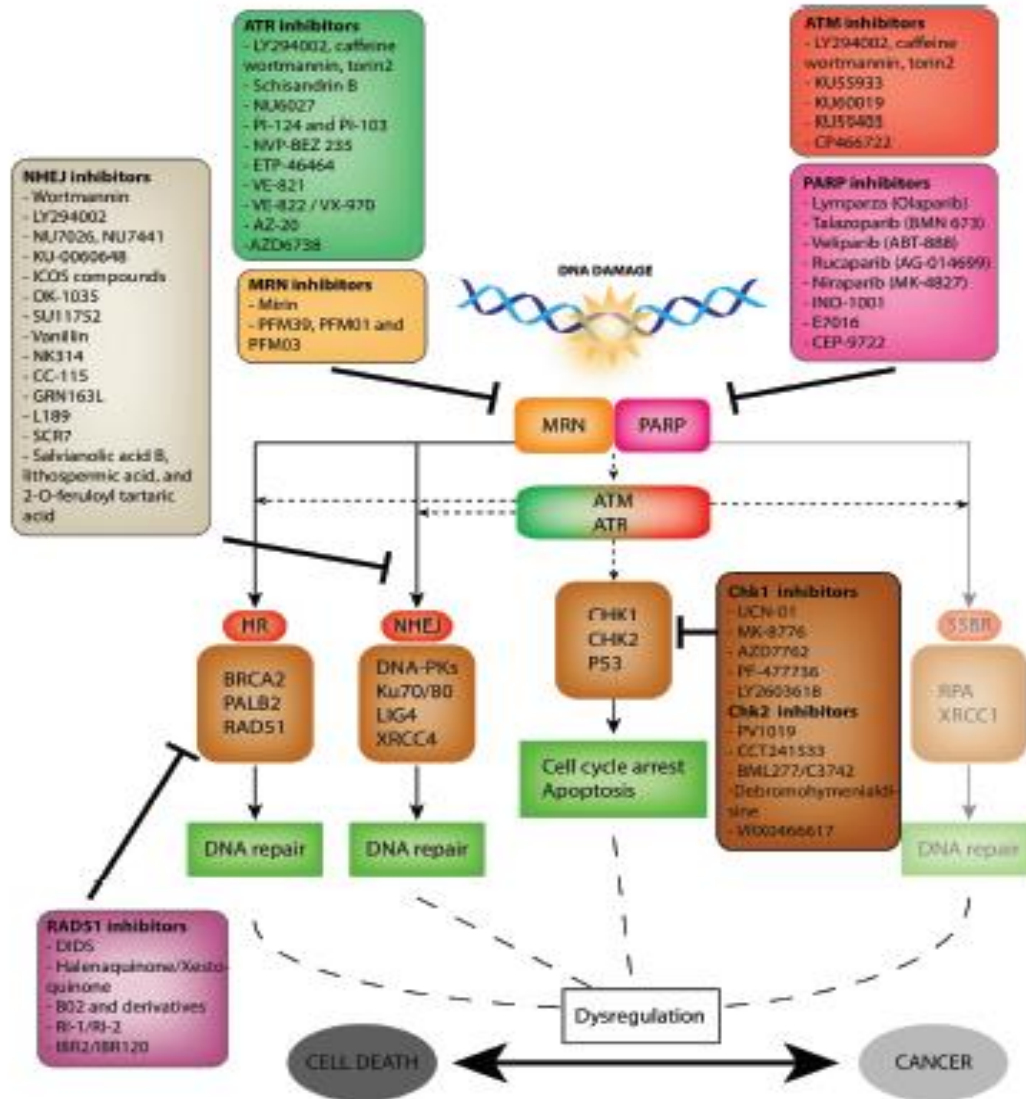 ATR inhibitors
- LY294002, caffeine
wortmannin, torin2
- Schisandrin B
- NU6027
- PI-124 and PI-103
- NVP-BEZ 235
- ETP-46464
- VE-821
- VE-822 / VX-970
- AZ-20
-AZD6738
ATM inhibitors
- LY294002, caffeine
wortmannin, torin2
- KU55933
- KU60019
- KU59403
- CP466722
NHEJ inhibitors
- Wortmannin
- LY294002
- NU7026, NU7441
- KU-0060648
- ICOS compounds
- OK-1035
- SU11752
- Vanillin
- NK314
- CC-115
- GRN163L
- L189
- SCR7
- Salvianolic acid B,
lithospermic acid, and
2-O-feruloyl tartaric
acid
MRN inhibitors
- Mirin
- PFM39, PFM01 and
PFM03
DNA DAMAGE
PARP inhibitors
- Lymparza (Olaparib)
- Talazoparib (BMN 673)
- Veliparib (ABT-888)
- Rucaparib (AG-014699)
- Niraparib (MK-4827)
- INO-1001
- E7016
- CEP-9722
MRN
PARP
ATM
ATR
HR
BRCA2
PALB2
RAD51
DNA repair
NHEJ
DNA-PKs
Ku70/80
LIG4
XRCC4
DNA repair
CHK1
CHK2
P53
Cell cycle arrest
Apoptosis
Chk1 inhibitors
- UCN-01
- MK-8776
- AZD7762
- PF-477736
- LY2603618
Chk2 inhibitors
- PV1019
- CCT241533
- BML277/C3742
-Debromohymenialdi-
sine
- VRX0466617
SSBR
RPA
XRCC1
DNA repair
RAD51 inhibitors
- DIDS
- Halenaquinone/Xesto-
quinone
- B02 and derivatives
- RI-1/RI-2
- IBR2/IBR120
Dysregulation
CELL DEATH
CANCER